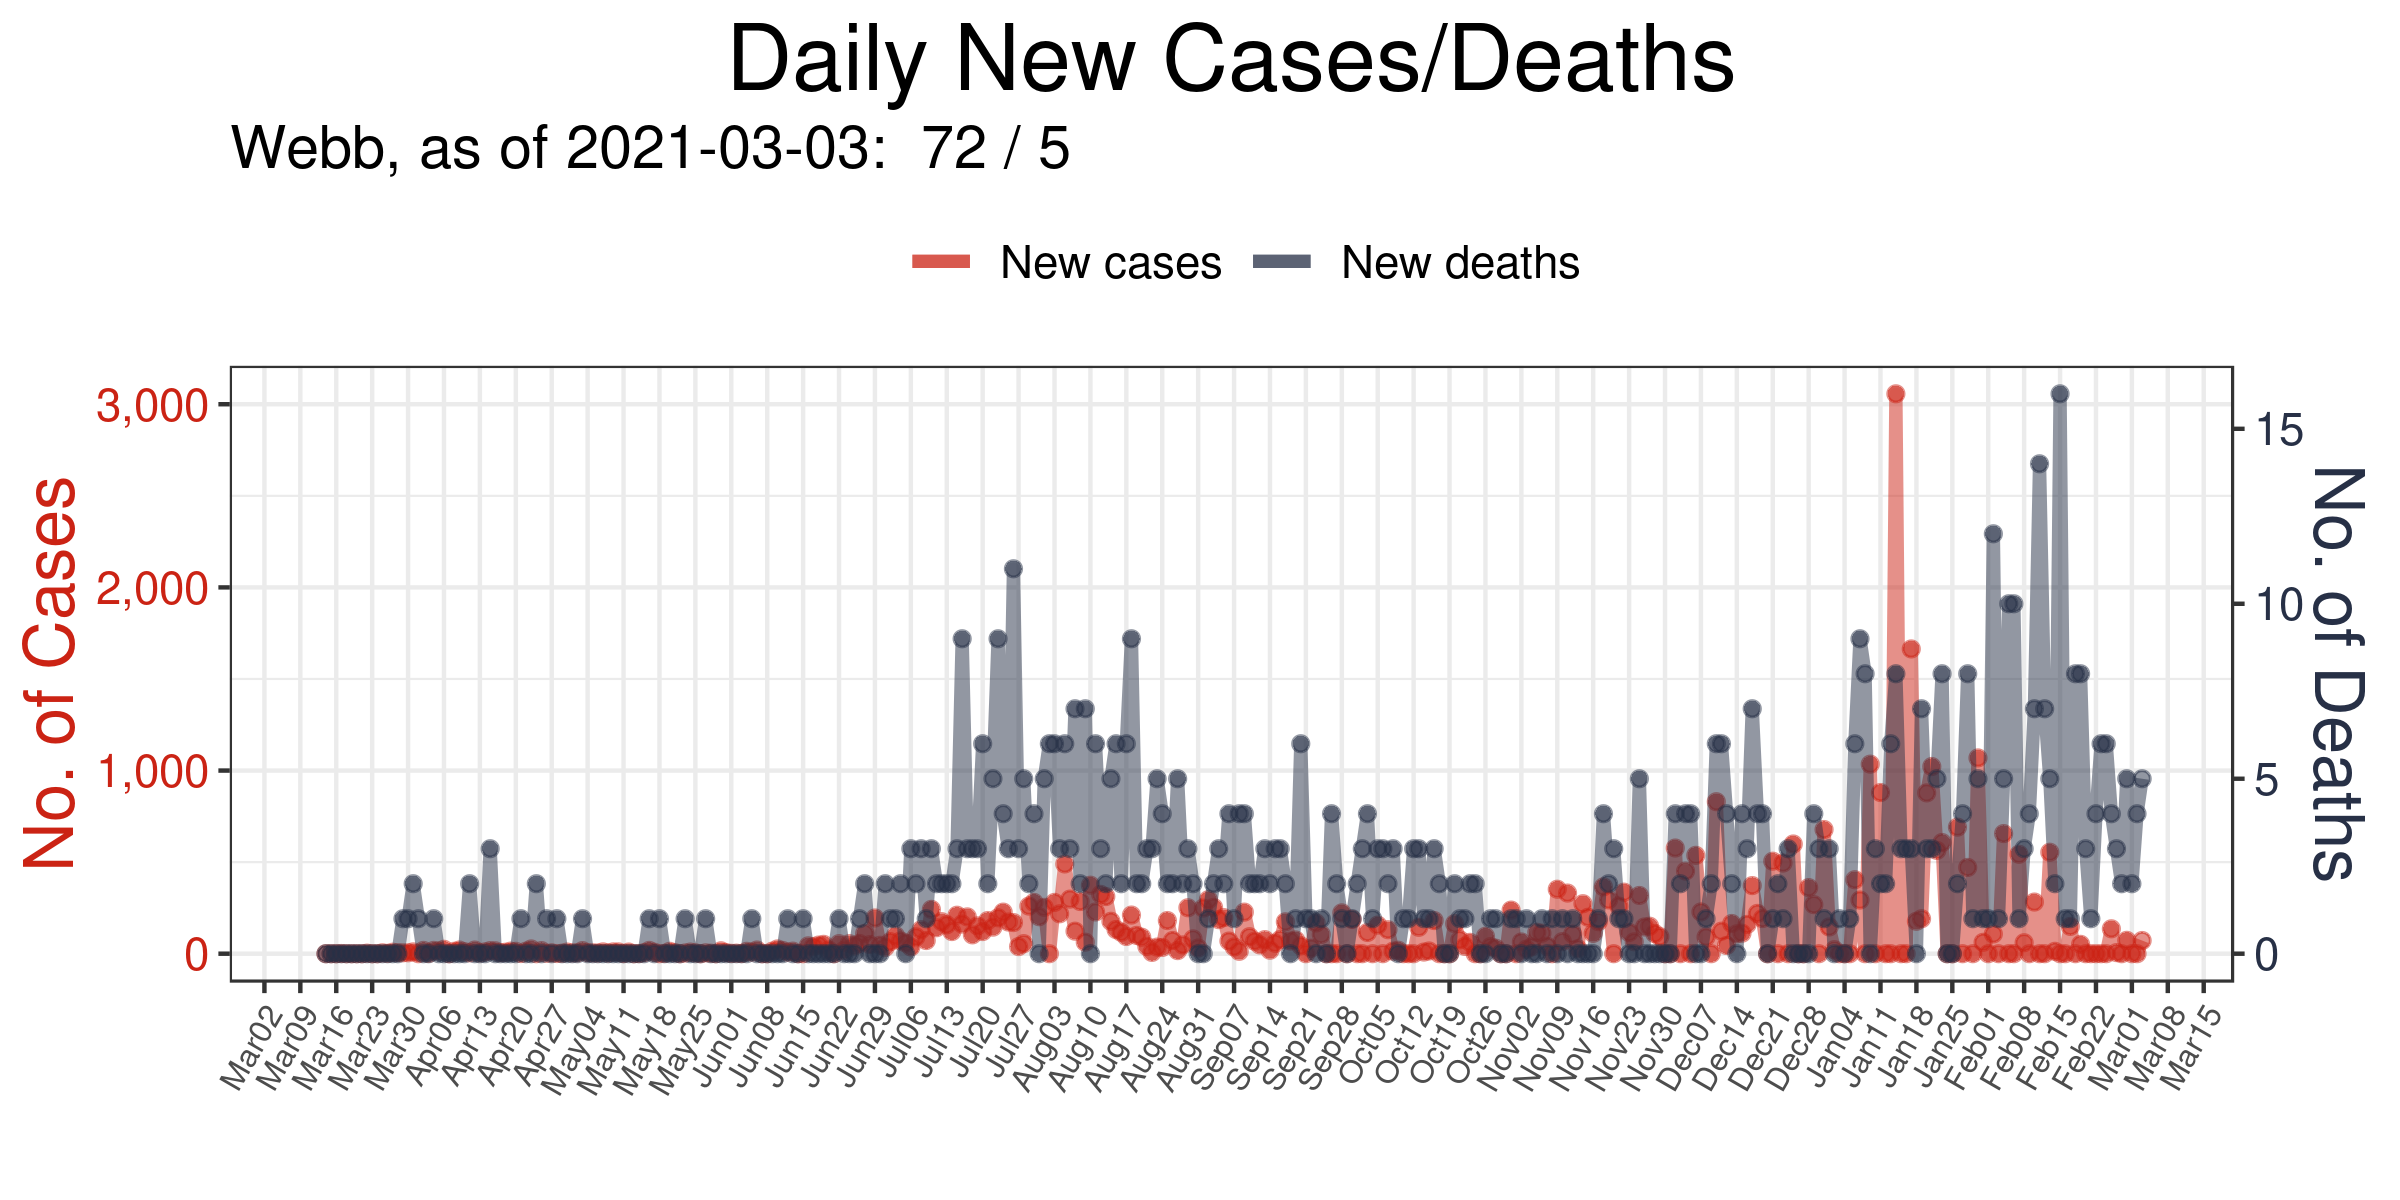 Daily New Cases/Deaths
Webb, as of 2021-03-03:  72 / 5
New cases
New deaths
No. of Cases
3,000
2,000
1,000
0
15
10
5
0
No. of Deaths
Mar02
Mar09
Mar16
Mar23
Mar30
Apr06
Apr13
Apr20
Apr27
May04
May11
May18
May25
Jun01
Jun08
Jun15
Jun22
Jun29
Jul06
Jul13
Jul20
Jul27
Aug03
Aug10
Aug17
Aug24
Aug31
Sep07
Sep14
Sep21
Sep28
Oct05
Oct12
Oct19
Oct26
Nov02
Nov09
Nov16
Nov23
Nov30
Dec07
Dec14
Dec21
Dec28
Jan04
Jan11
Jan18
Jan25
Feb01
Feb08
Feb15
Feb22
Mar01
Mar08
Mar15